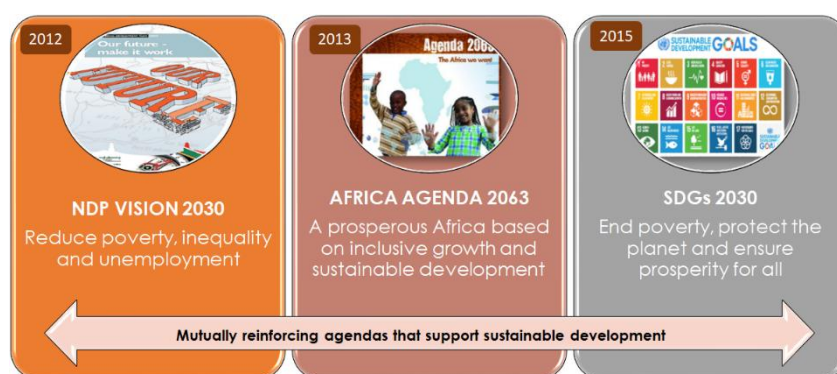 2012
Our future -
make it work
NDP VISION 2030
Reduce poverty, inequality
and unemployment
2013
Agenda 2063
The Africa we want
AFRICA AGENDA 2063
A prosperous Africa based
on inclusive growth and
sustainable development
2015
SUSTAINABLE
DEVELOPMENT
GOALS
SDGs 2030
End poverty, protect the
planet and ensure
prosperity for all
Mutually reinforcing agendas that support sustainable development